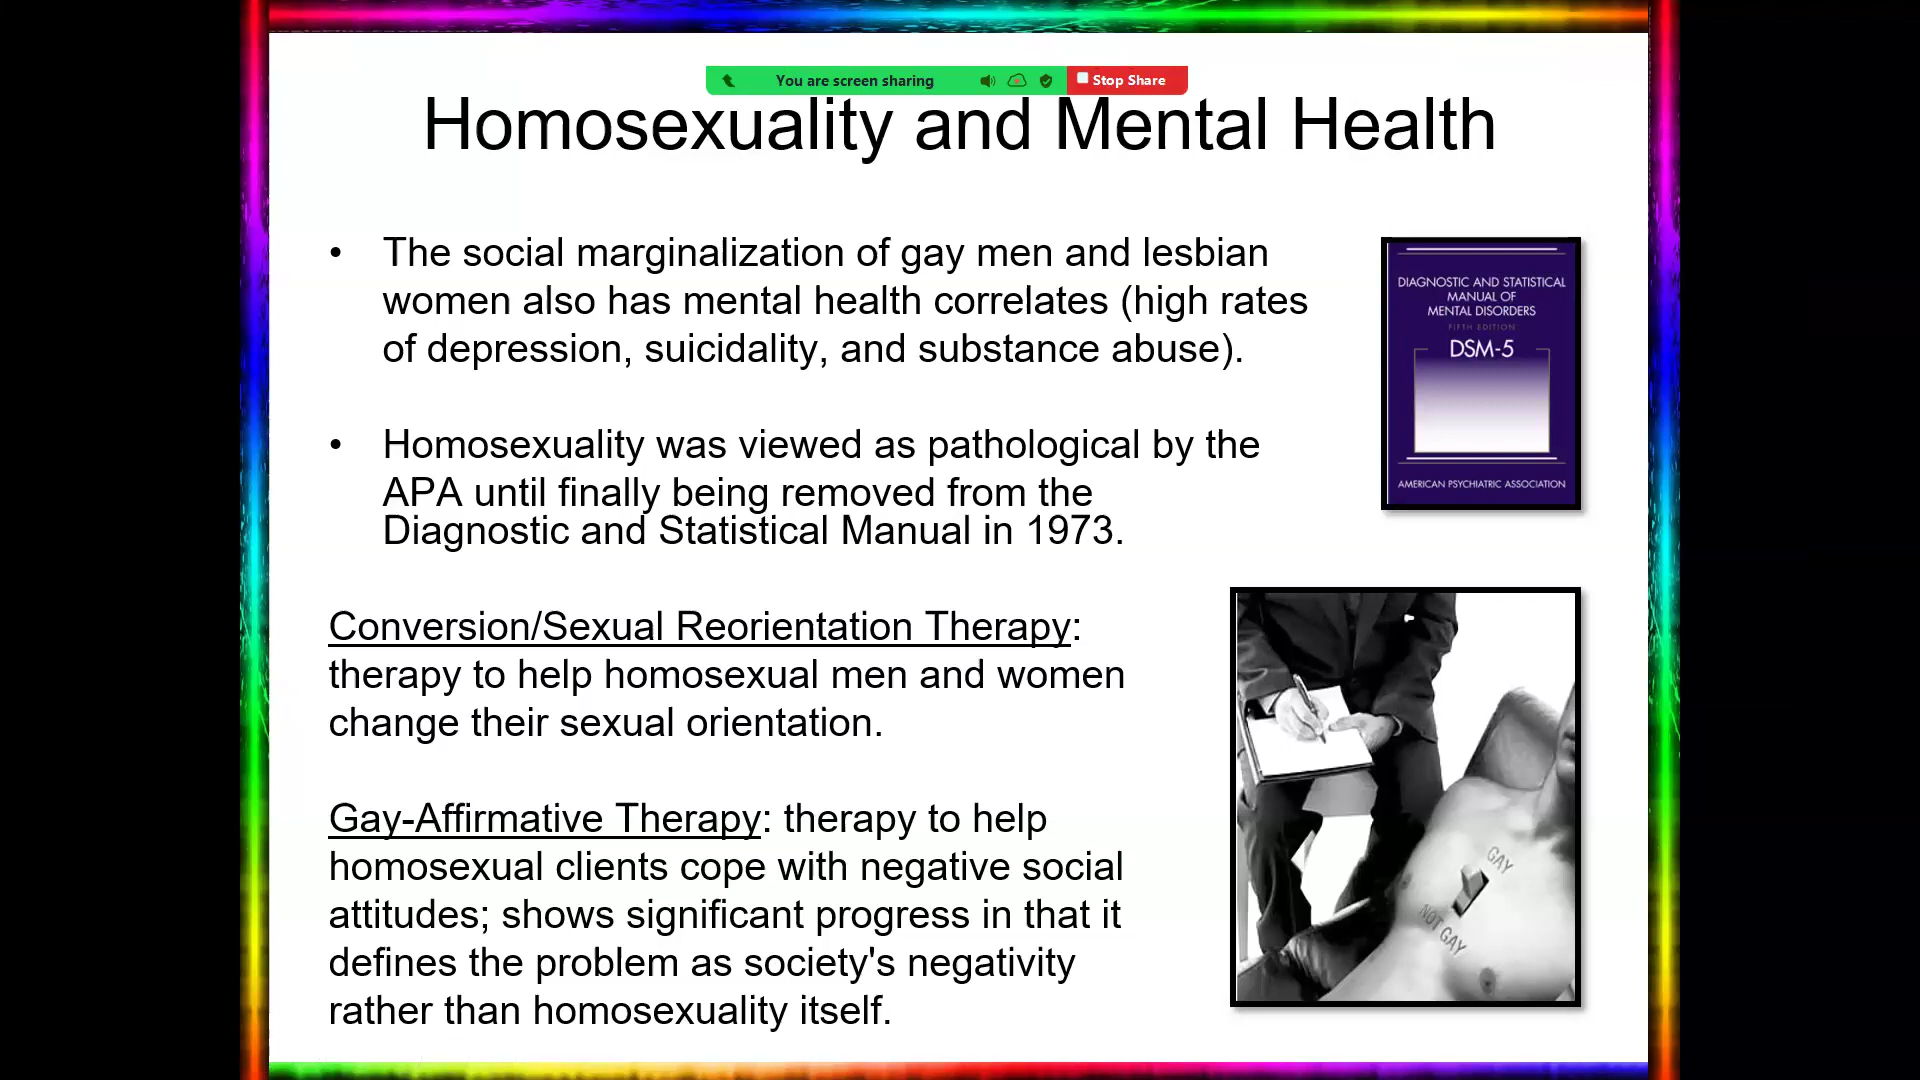 You are screen sharing
Stop Share
Homosexuality and Mental Health
• The social marginalization of gay men and lesbian
women also has mental health correlates (high rates
of depression, suicidality, and substance abuse).
• Homosexuality was viewed as pathological by the
APA until finally being removed from the
Diagnostic and Statistical Manual in 1973.
DIAGNOSTIC AND STATISTICAL
MANUAL OF
MENTAL DISORDERS
FIFTH EDITION
DSM-5
AMERICAN PSYCHIATRIC ASSOCIATION
Conversion/Sexual Reorientation Therapy:
therapy to help homosexual men and women
change their sexual orientation.
Gay-Affirmative Therapy: therapy to help
homosexual clients cope with negative social
attitudes; shows significant progress in that it
defines the problem as society's negativity
rather than homosexuality itself.
GAY
NOT GAY